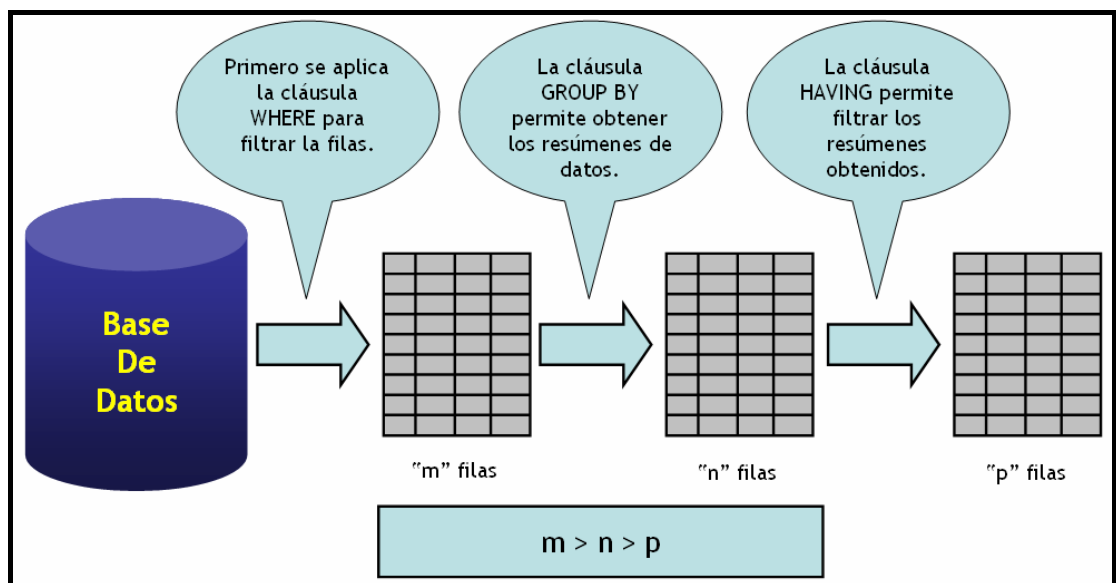 Primero se aplica
la cláusula
WHERE para
filtrar la filas.
La cláusula
GROUP BY
permite obtener
los resúmenes de
datos.
La cláusula
HAVING permite
filtrar los
resúmenes
obtenidos.
Base
De
Datos
"m" filas
"n" filas
"p" filas
m > n > p